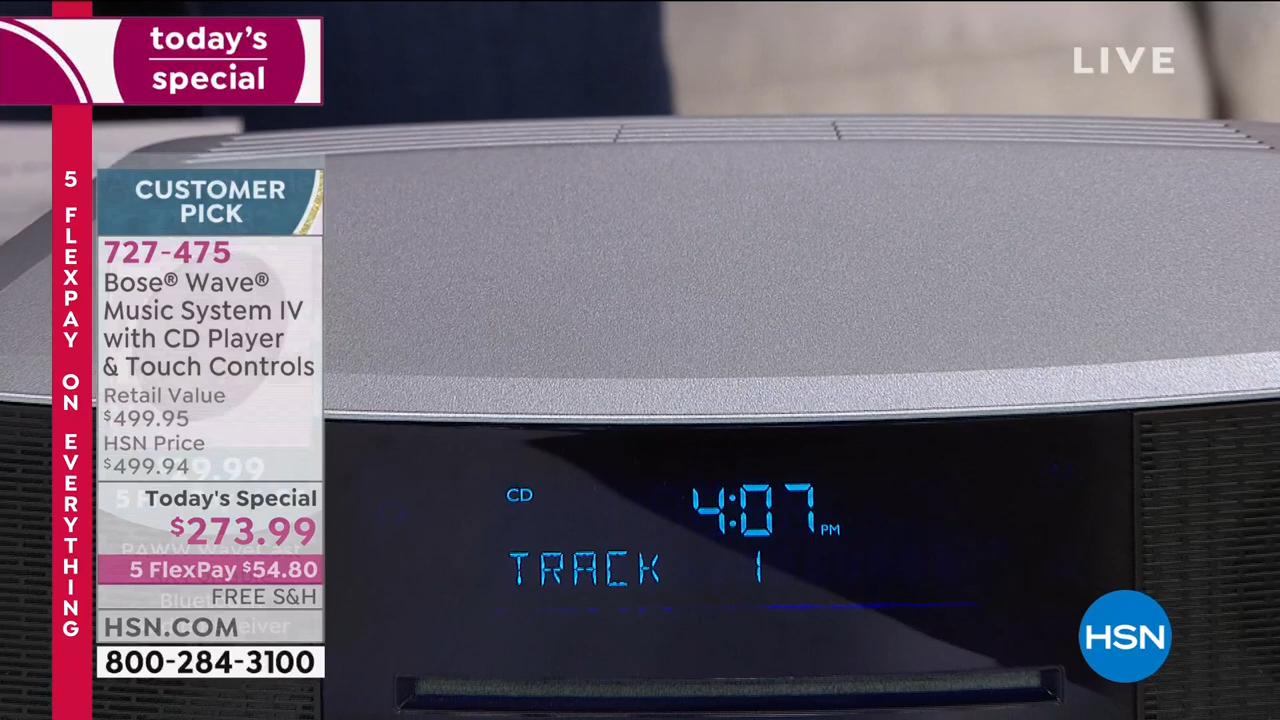 today's
special
LIVE
5 FLEXPAY ON EVERYTHING
CUSTOMER
PICK
727-475
Bose® Wave®
Music System IV
with CD Player
& Touch Controls
Retail Value
$499.95
HSN Price
$499.94
Today's Special
$273.99
5 FlexPay $54.80
FREE S&H
HSN.COM
800-284-3100
CD 4:07 PM
TRACK 1
HSN